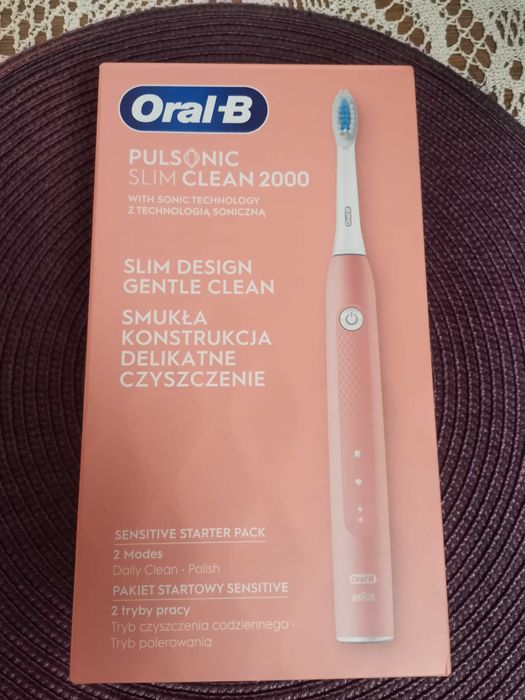 Oral-B
PULSONIC
SLIM CLEAN 2000
WITH SONIC TECHNOLOGY
Z TECHNOLOGIĄ SONICZNĄ
SLIM DESIGN
GENTLE CLEAN
SMUKŁA
KONSTRUKCJA
DELIKATNE
CZYSZCZENIE
SENSITIVE STARTER PACK
2 Modes
Daily Clean • Polish
PAKIET STARTOWY SENSITIVE
2 tryby pracy
Tryb czyszczenia codziennego •
Tryb polerowania
Oral-B
Oral-B
BRAUN